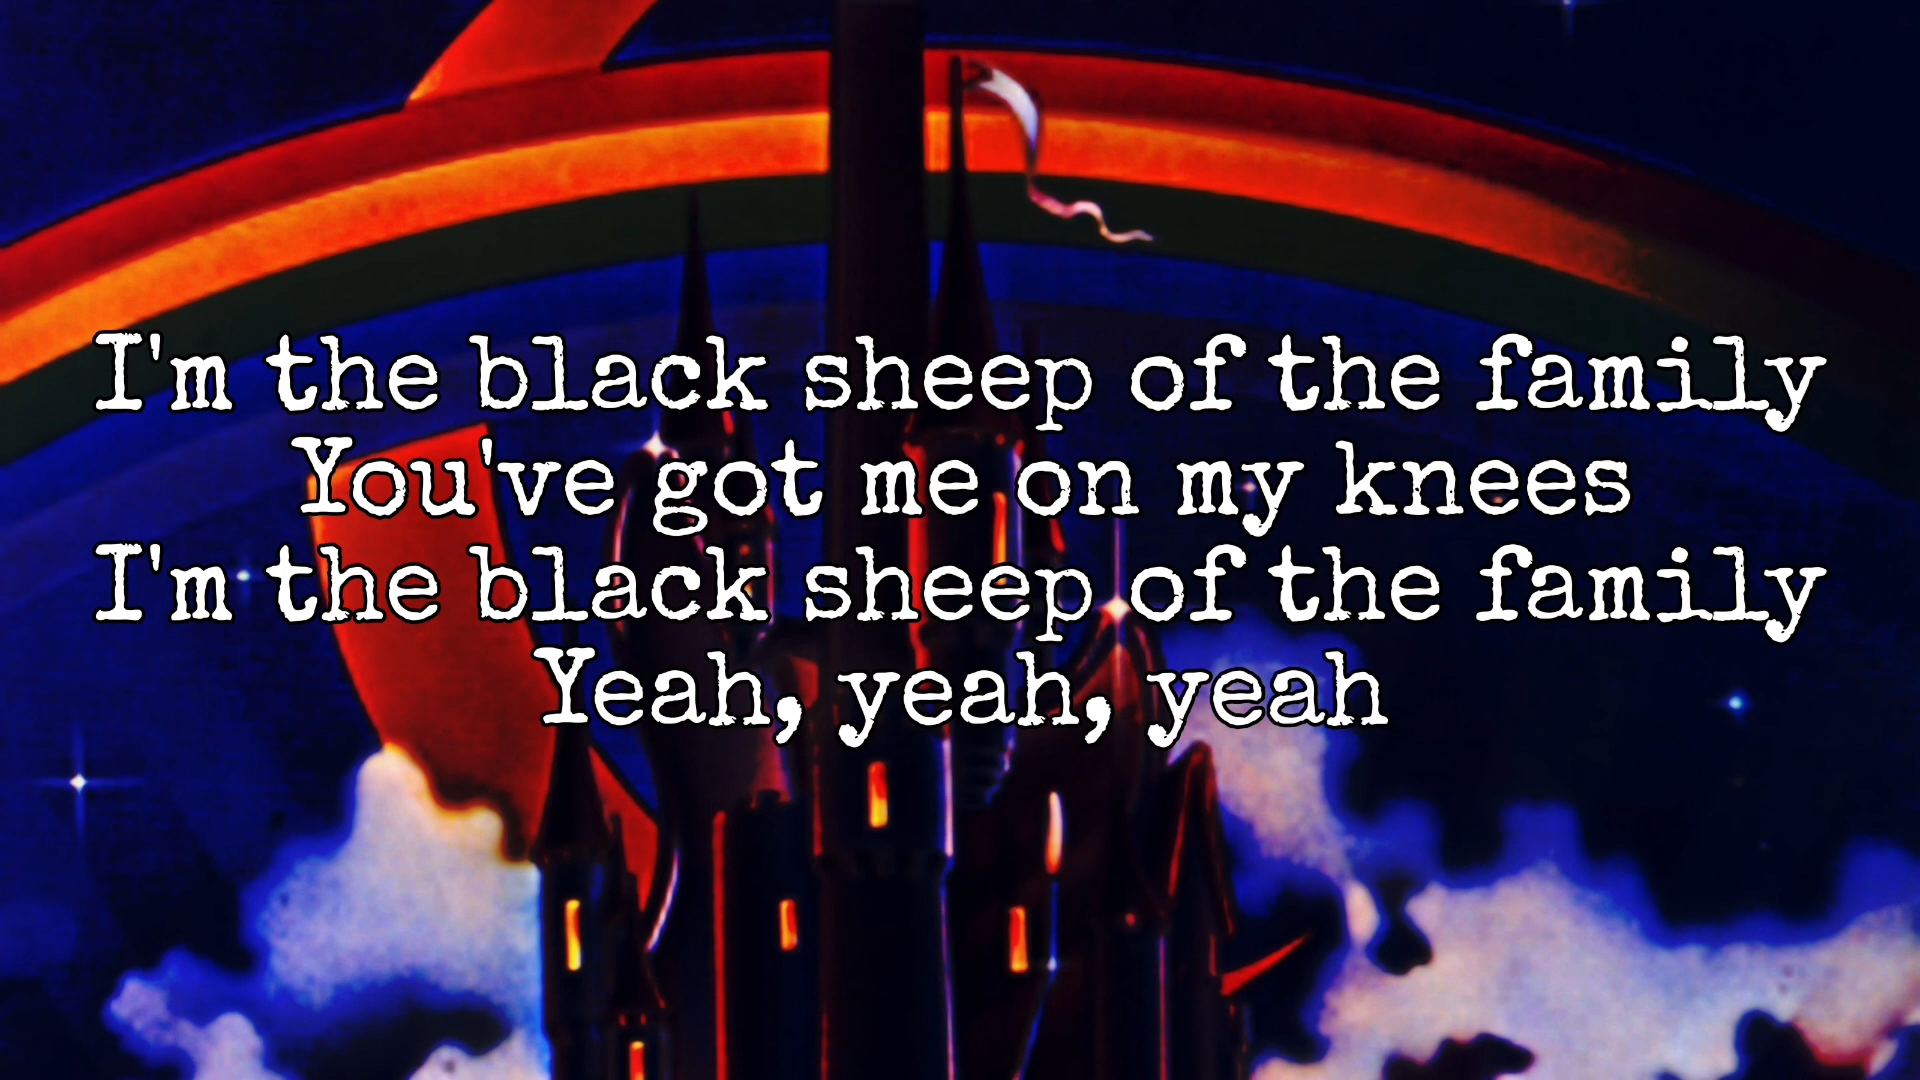 I'm the black sheep of the family
You've got me on my knees
I'm the black sheep of the family
Yeah, yeah, yeah